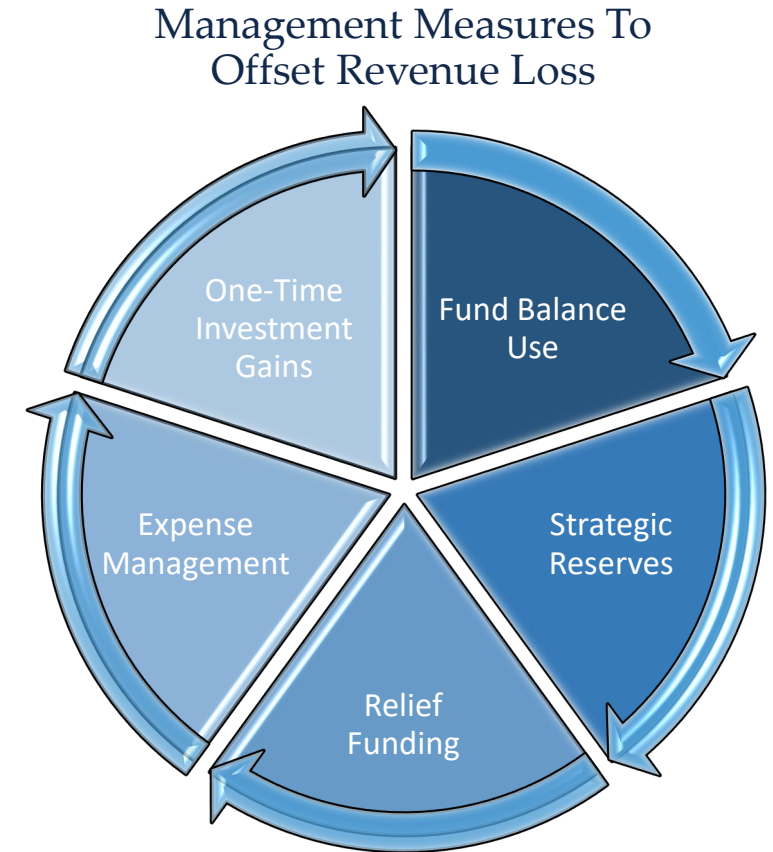 Management Measures To
Offset Revenue Loss
Fund Balance
Use
Strategic
Reserves
Relief
Funding
Expense
Management
One-Time
Investment
Gains